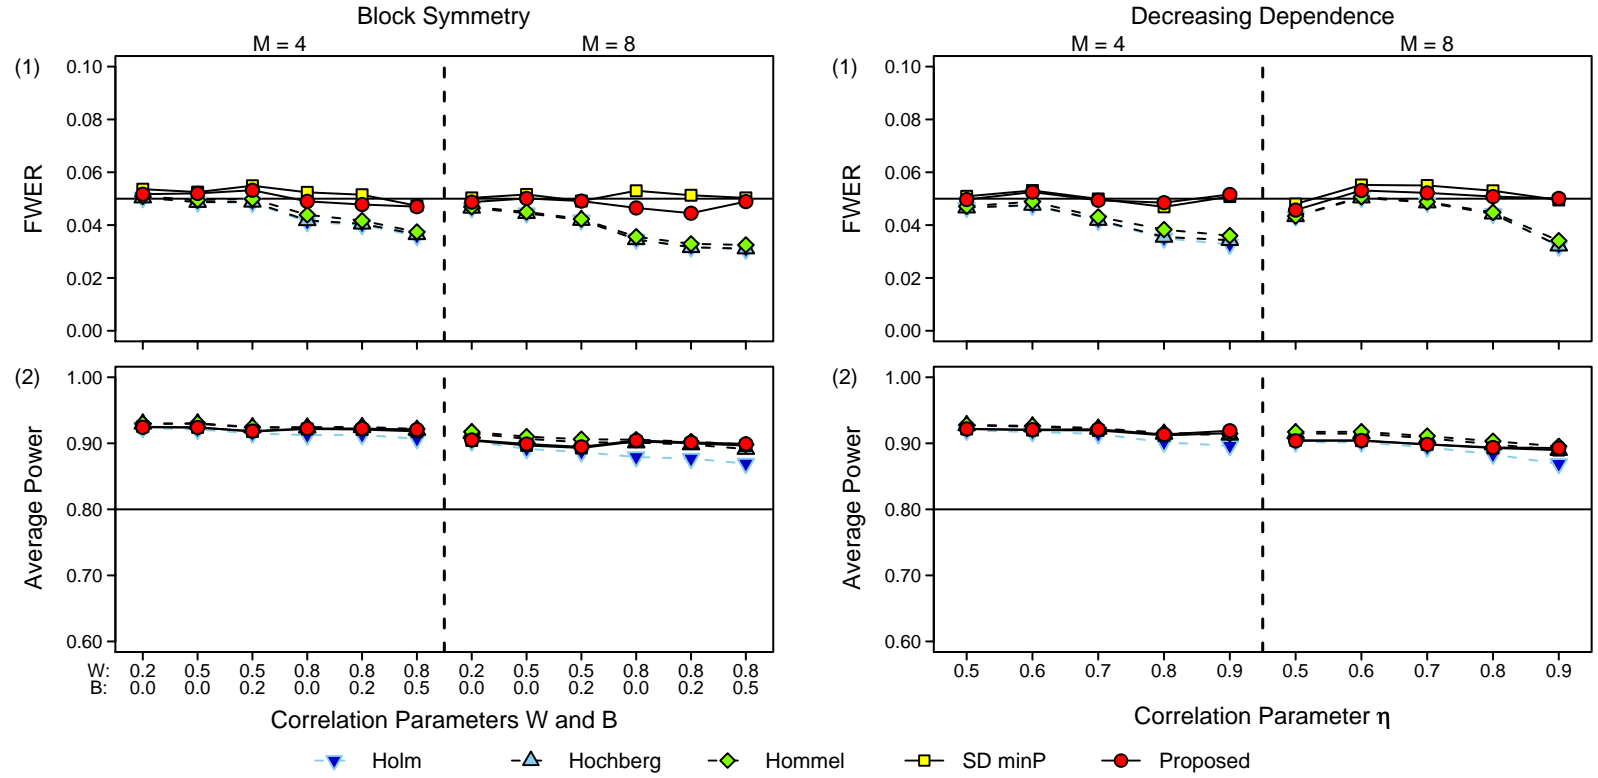 Block Symmetry
Decreasing Dependence
M = 4
M = 8
M = 4
M = 8
(1)
0.10
0.08
0.06
0.04
0.02
0.00
FWER
(1)
0.10
0.08
0.06
0.04
0.02
0.00
FWER
(2)
1.00
0.90
0.80
0.70
0.60
Average Power
(2)
1.00
0.90
0.80
0.70
0.60
Average Power
W: 0.2 0.5 0.5 0.8 0.8 0.8 0.2 0.5 0.5 0.8 0.8 0.8
B: 0.0 0.0 0.2 0.0 0.2 0.5 0.0 0.0 0.2 0.0 0.2 0.5
0.5 0.6 0.7 0.8 0.9 0.5 0.6 0.7 0.8 0.9
Correlation Parameters W and B
Correlation Parameter η
Holm Hochberg Hommel SD minP Proposed